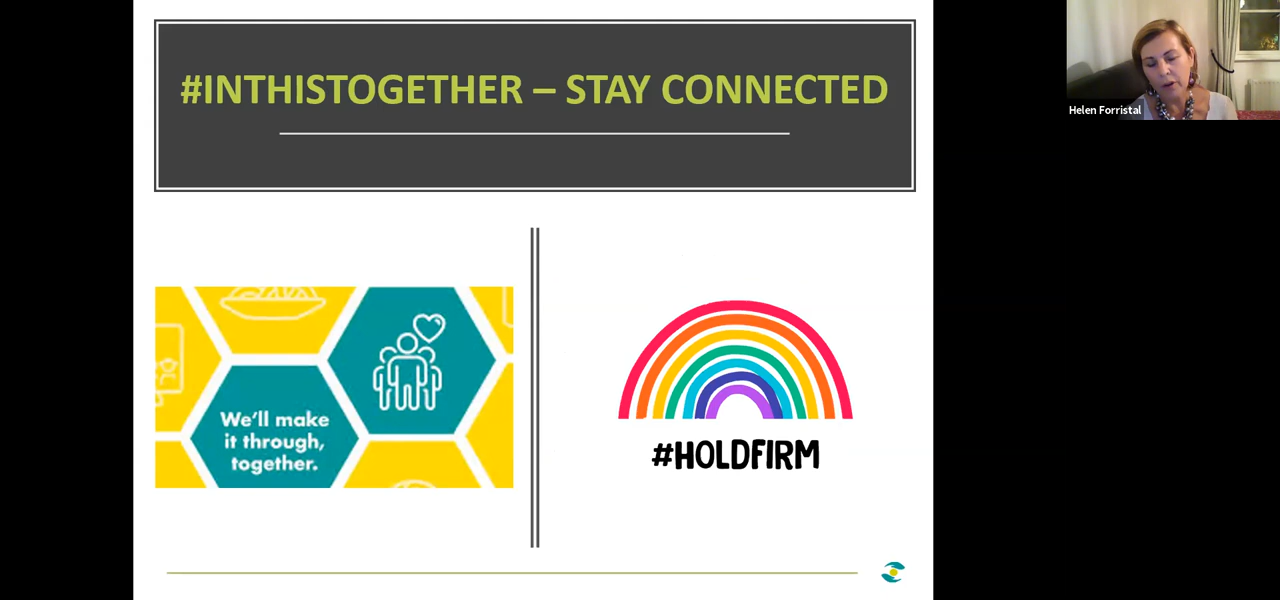 #INTHISTOGETHER – STAY CONNECTED
Helen Forristal
We'll make
it through,
together.
#HOLDFIRM